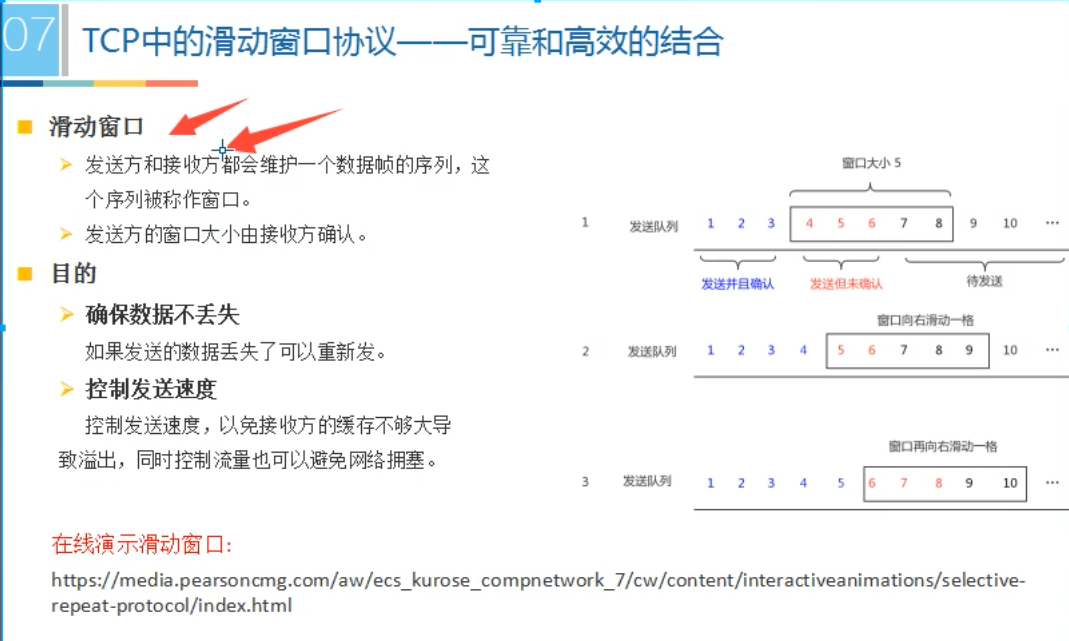 07
TCP中的滑动窗口协议——可靠和高效的结合
滑动窗口
发送方和接收方都会维护一个数据帧的序列，这
个序列被称作窗口。
发送方的窗口大小由接收方确认。
目的
确保数据不丢失
如果发送的数据丢失了可以重新发。
控制发送速度
控制发送速度，以免接收方的缓存不够大导
致溢出，同时控制流量也可以避免网络拥塞。
窗口大小 5
1 发送队列 1 2 3 4 5 6 7 8 9 10 ···
发送并且确认 发送但未确认 待发送
窗口向右滑动一格
2 发送队列 1 2 3 4 5 6 7 8 9 10 ···
窗口再向右滑动一格
3 发送队列 1 2 3 4 5 6 7 8 9 10 ···
在线演示滑动窗口:
https://media.pearsoncmg.com/aw/ecs_kurose_compnetwork_7/cw/content/interactiveanimations/selective-
repeat-protocol/index.html